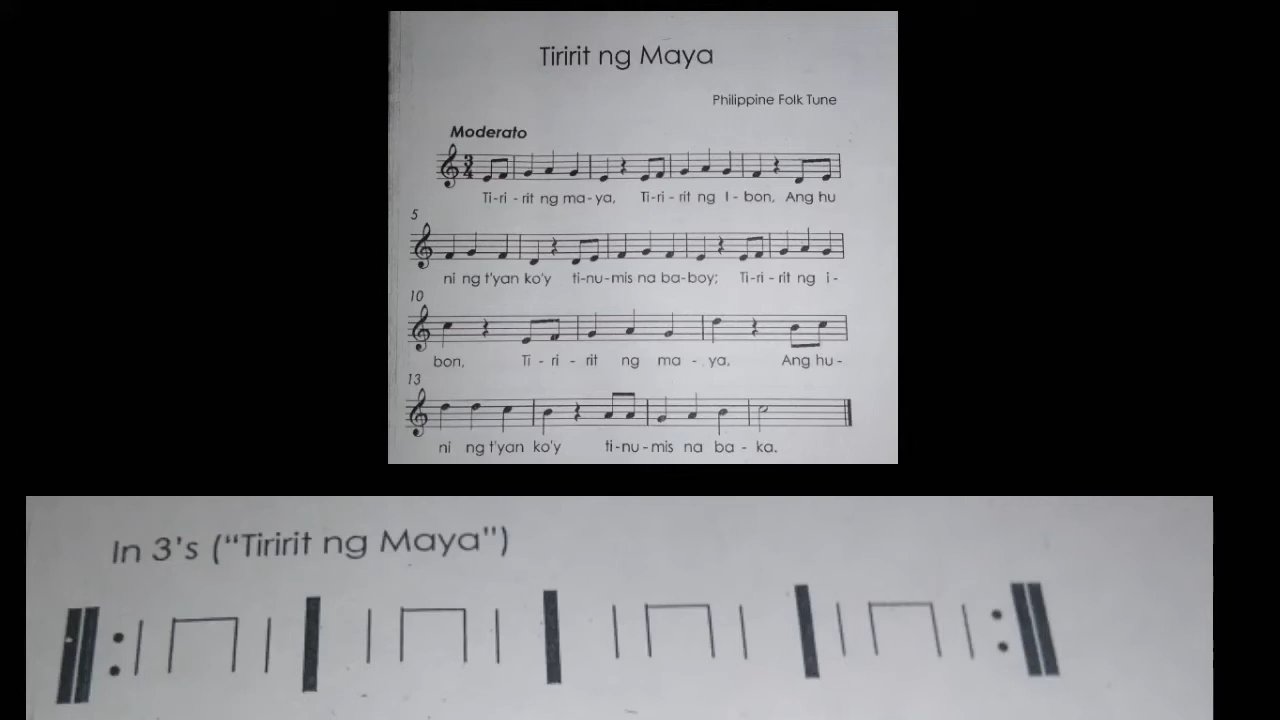 Tiririt ng Maya
Philippine Folk Tune
Moderato
3
4
Ti-ri - rit ng ma-ya, Ti-ri - rit ng I - bon, Ang hu
5
ni ng t'yan ko'y ti-nu-mis na ba-boy; Ti-ri - rit ng i-
10
bon, Ti - ri - rit ng ma - ya, Ang hu -
13
ni ng t'yan ko'y ti-nu-mis na ba - ka.
In 3's ("Tiririt ng Maya")